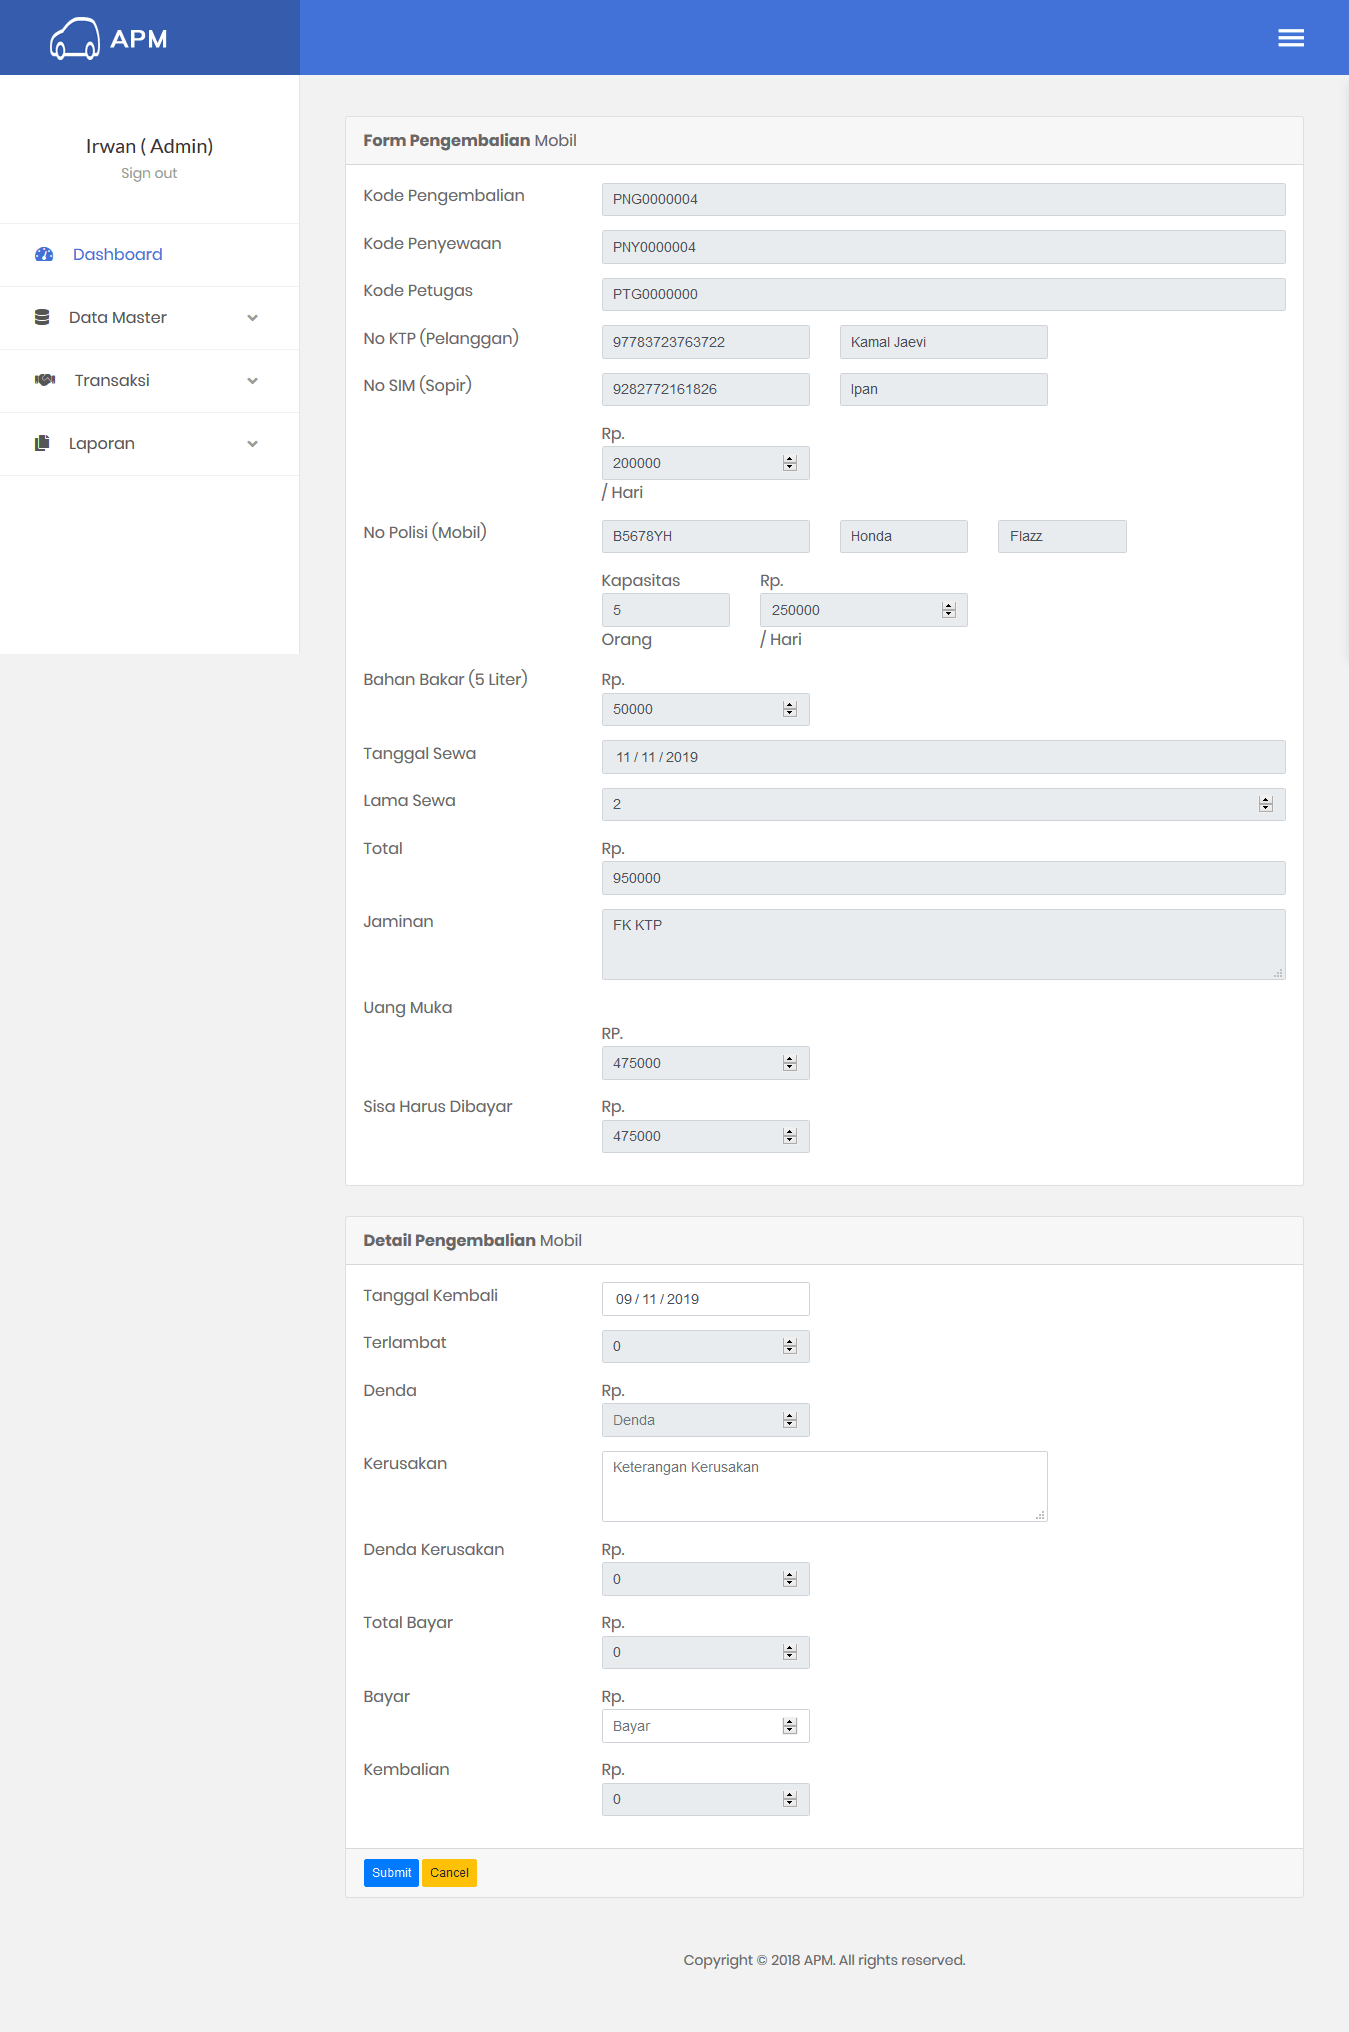 APM
Irwan ( Admin)
Sign out
Dashboard
Data Master
Transaksi
Laporan
Form Pengembalian Mobil
Kode Pengembalian PNG0000004
Kode Penyewaan PNY0000004
Kode Petugas PTG0000000
No KTP (Pelanggan) 97783723763722 Kamal Jaevi
No SIM (Sopir) 9282772161826 Ipan
Rp.
200000
/ Hari
No Polisi (Mobil) B5678YH Honda Flazz
Kapasitas Rp.
5 250000
Orang / Hari
Bahan Bakar (5 Liter) Rp.
50000
Tanggal Sewa 11 / 11 / 2019
Lama Sewa 2
Total Rp.
950000
Jaminan FK KTP
Uang Muka
RP.
475000
Sisa Harus Dibayar Rp.
475000
Detail Pengembalian Mobil
Tanggal Kembali 09 / 11 / 2019
Terlambat 0
Denda Rp.
Denda
Kerusakan Keterangan Kerusakan
Denda Kerusakan Rp.
0
Total Bayar Rp.
0
Bayar Rp.
Bayar
Kembalian Rp.
0
Submit Cancel
Copyright © 2018 APM. All rights reserved.